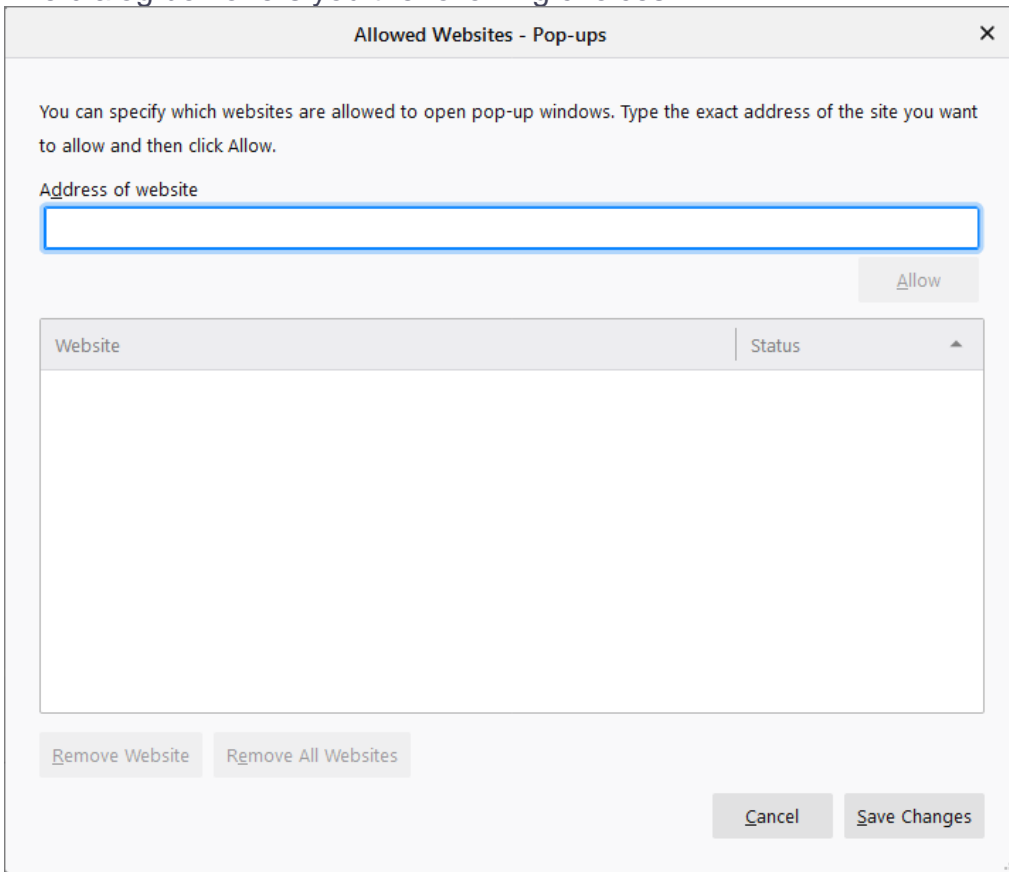 Allowed Websites - Pop-ups
You can specify which websites are allowed to open pop-up windows. Type the exact address of the site you want
to allow and then click Allow.
Address of website
Allow
Website Status
Remove Website Remove All Websites
Cancel Save Changes